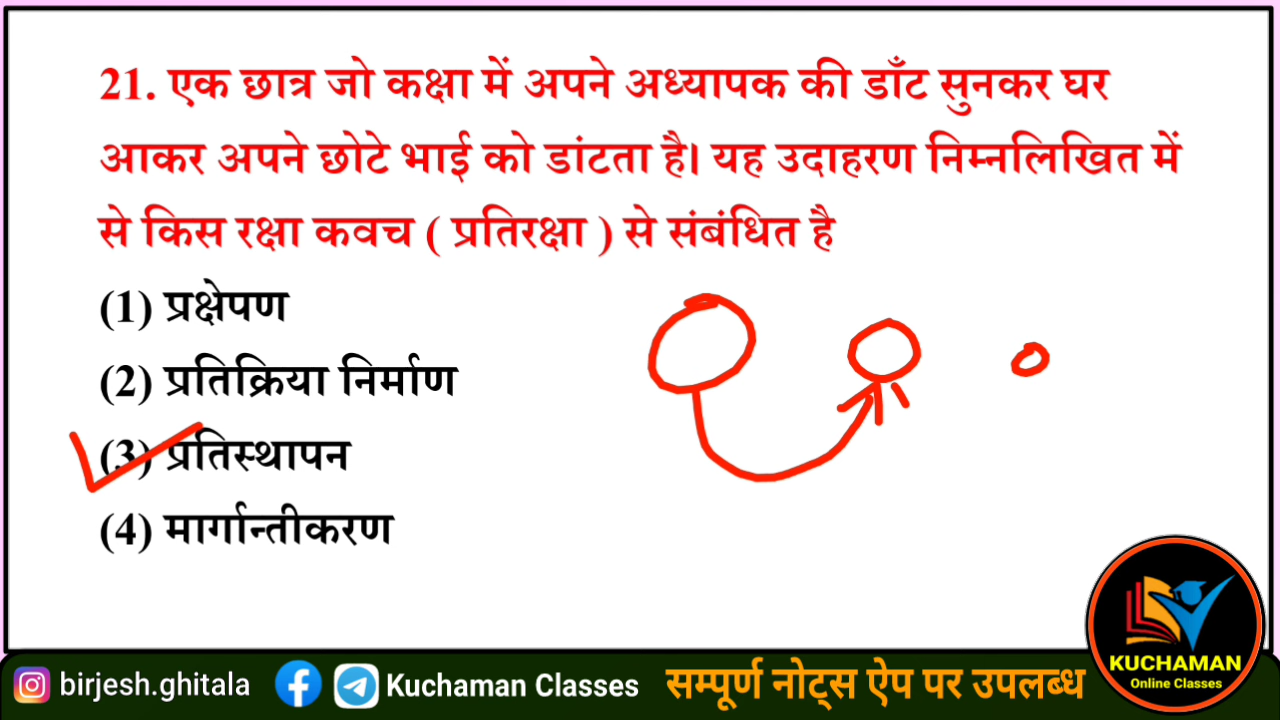 21. एक छात्र जो कक्षा में अपने अध्यापक की डाँट सुनकर घर
आकर अपने छोटे भाई को डांटता है। यह उदाहरण निम्नलिखित में
से किस रक्षा कवच ( प्रतिरक्षा ) से संबंधित है
(1) प्रक्षेपण
(2) प्रतिक्रिया निर्माण
(3) प्रतिस्थापन
(4) मार्गान्तीकरण
KUCHAMAN
Online Classes
birjesh.ghitala
Kuchaman Classes
सम्पूर्ण नोट्स ऐप पर उपलब्ध